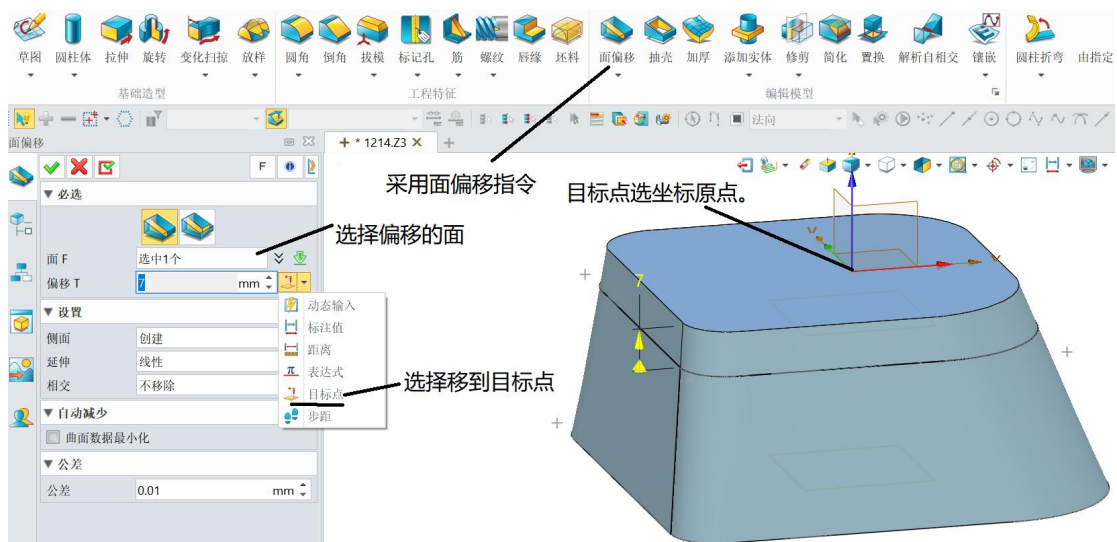 草图 圆柱体 拉伸 旋转 变化扫掠 放样 圆角 倒角 拔模 标记孔 筋 螺纹 唇缘 坯料 面偏移 抽壳 加厚 添加实体 修剪 简化 置换 解析自相交 镶嵌 圆柱折弯 由指定
基础造型 工程特征 编辑模型
法向
面偏移
+ * 1214.Z3 × +
F
▼ 必选
采用面偏移指令
目标点选坐标原点。
选择偏移的面
面 F 选中1个
偏移 T 7 mm
7
动态输入
▼ 设置
标注值
侧面 创建
距离
延伸 线性
π 表达式
相交 不移除
目标点
选择移到目标点
步距
▼ 自动减少
曲面数据最小化
▼ 公差
公差 0.01 mm